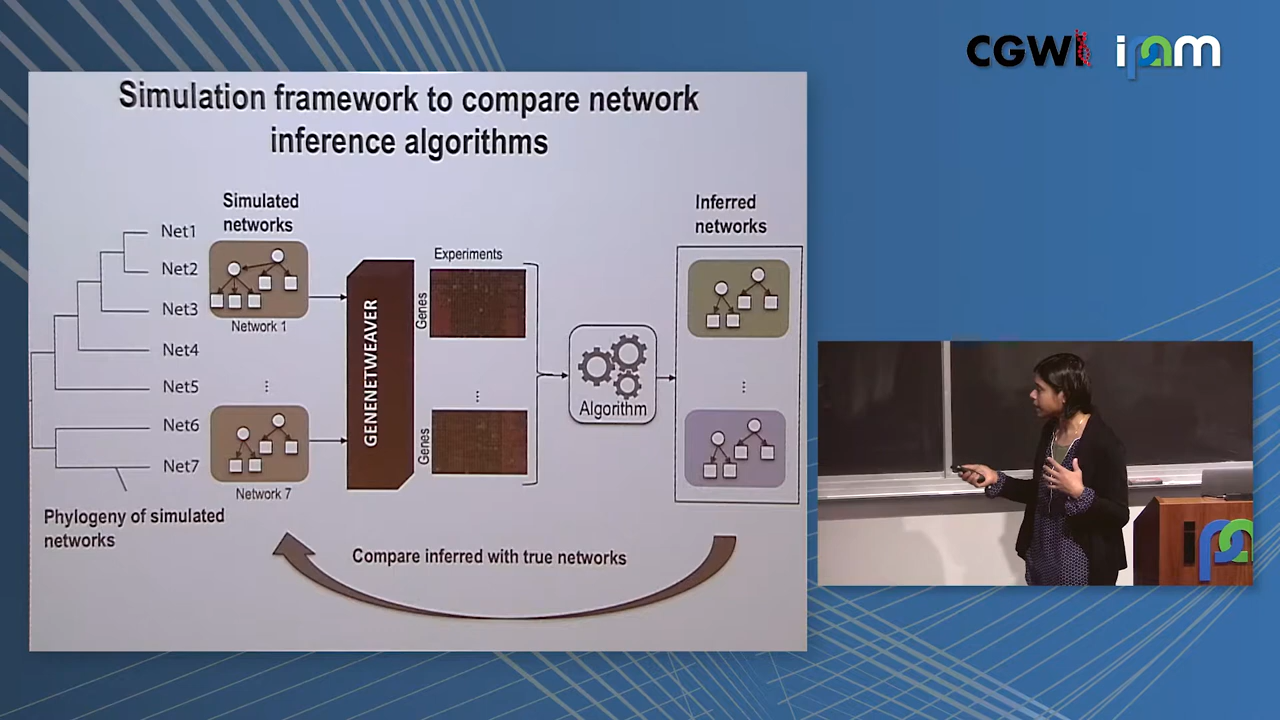 CGWI ipam
Simulation framework to compare network
inference algorithms
Simulated
networks
Inferred
networks
Net1
Net2
Net3
Net4
Net5
Net6
Net7
Network 1
⋮
Network 7
GENENETWEAVER
Experiments
Genes
⋮
Genes
Algorithm
⋮
Phylogeny of simulated
networks
Compare inferred with true networks